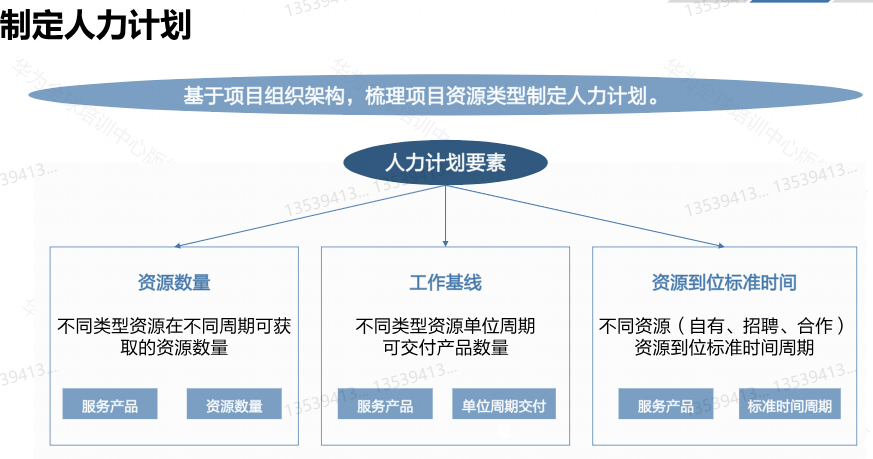 制定人力计划
基于项目组织架构，梳理项目资源类型制定人力计划。
人力计划要素
资源数量
不同类型资源在不同周期可获
取的资源数量
服务产品
资源数量
工作基线
不同类型资源单位周期
可交付产品数量
服务产品
单位周期交付
资源到位标准时间
不同资源（自有、招聘、合作）
资源到位标准时间周期
服务产品
标准时间周期
13539413...
13539413...
13539413...
13539413...
13539413...
13539413...